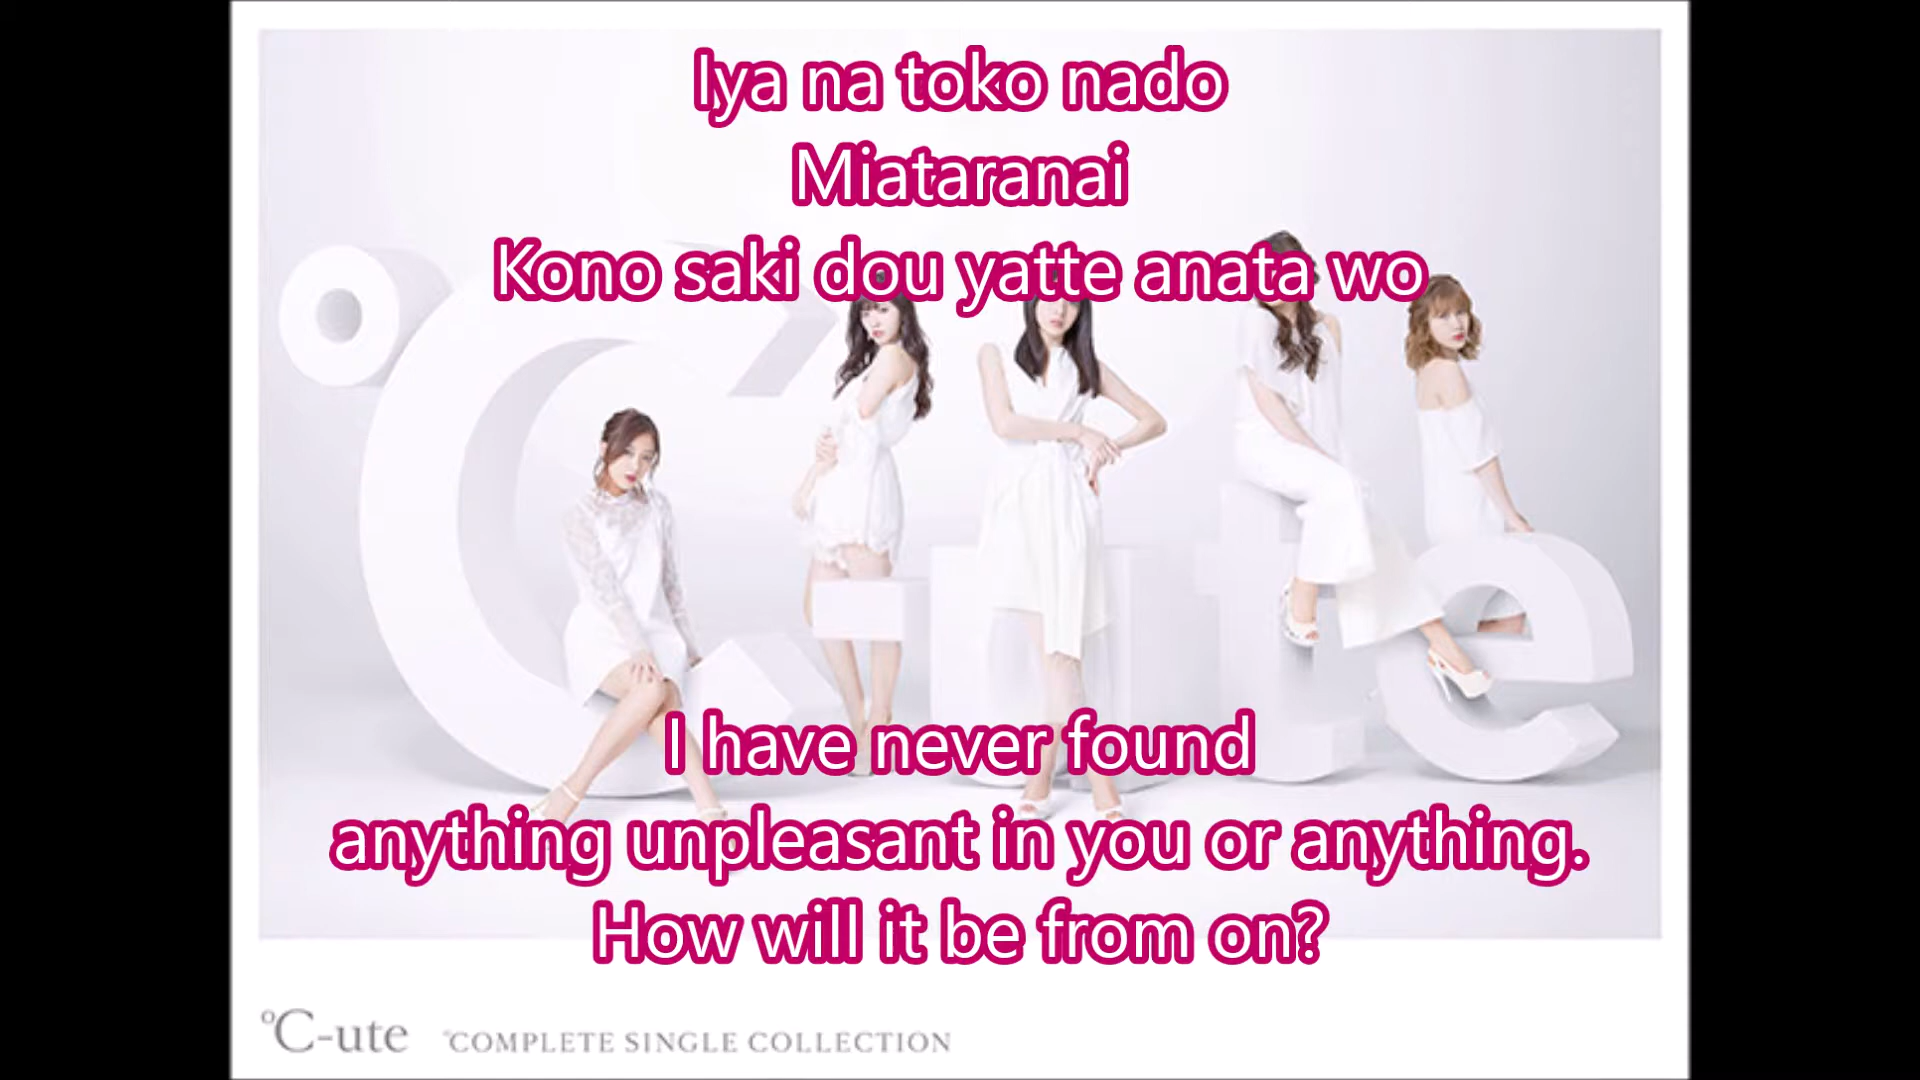 Iya na toko nado
Miataranai
Kono saki dou yatte anata wo
°C-ute
I have never found
anything unpleasant in you or anything.
How will it be from on?
°C-ute °COMPLETE SINGLE COLLECTION